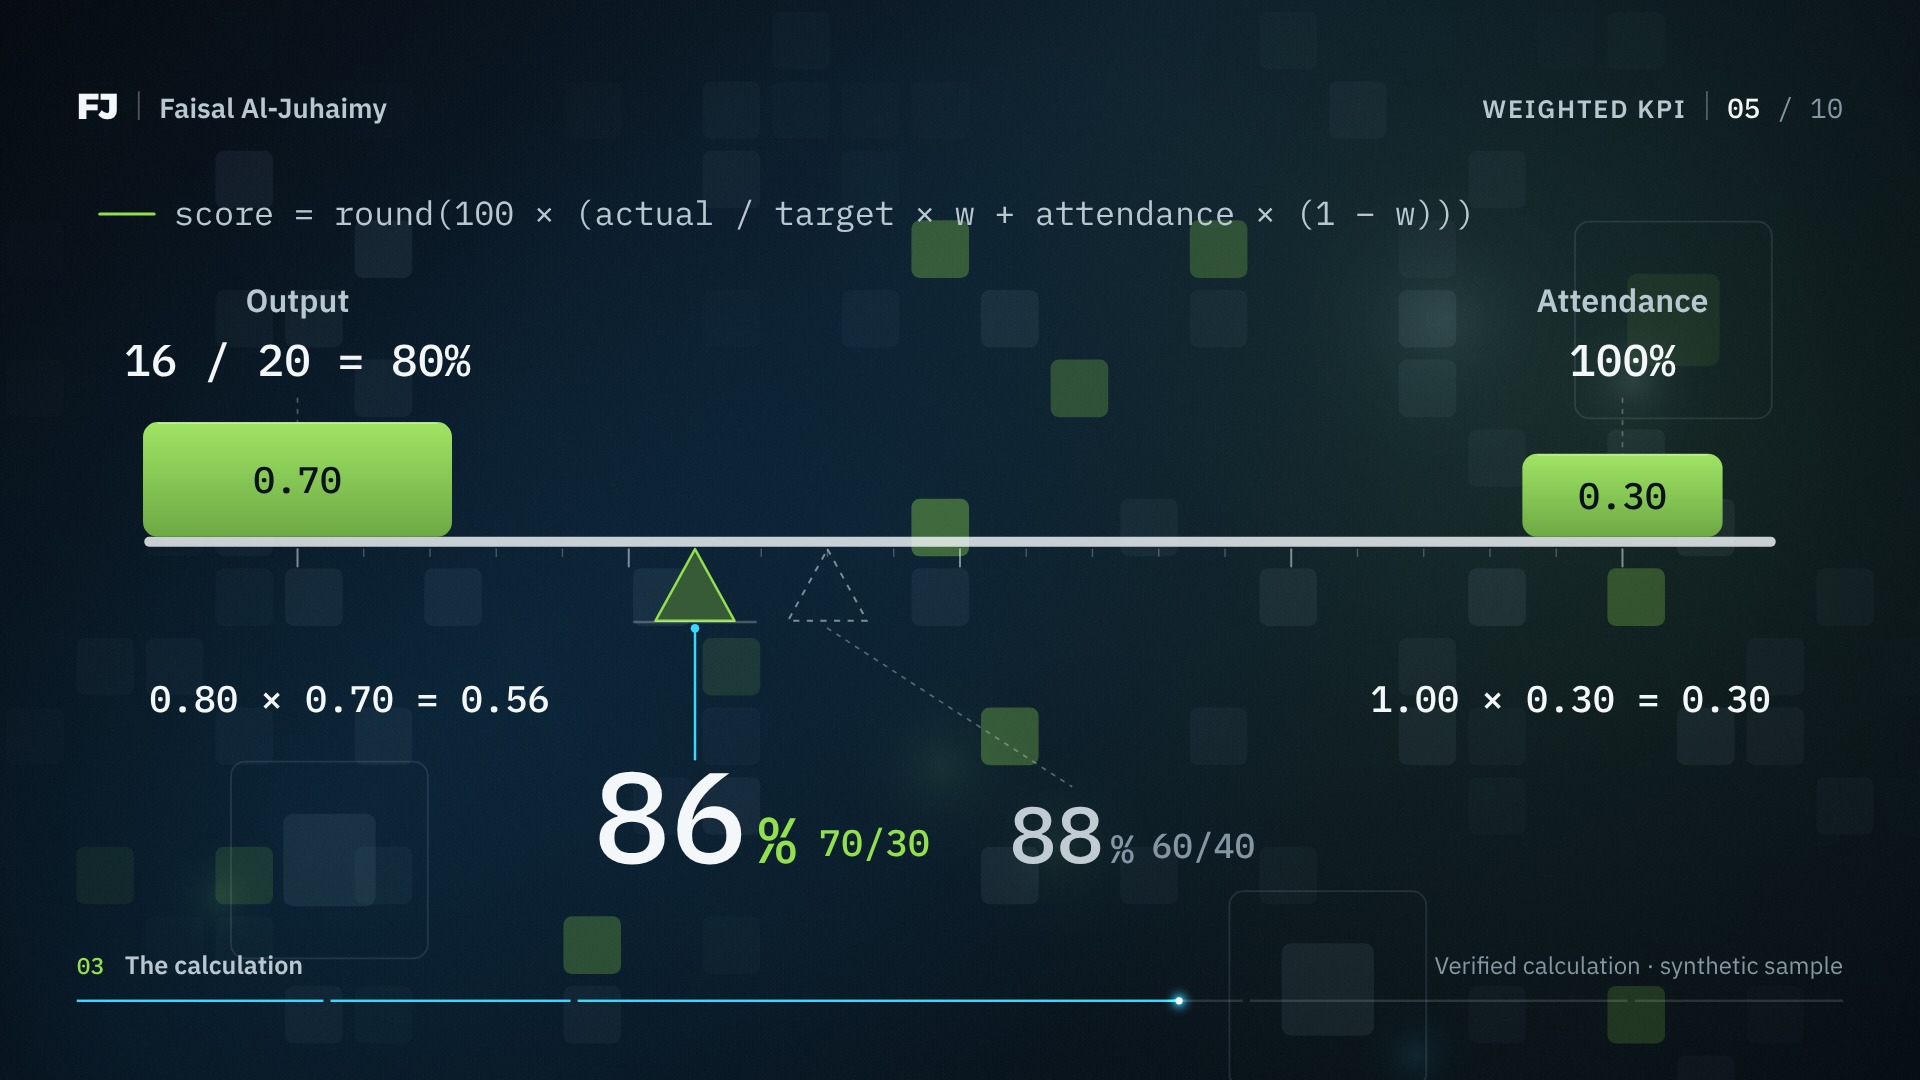 FJ Faisal Al-Juhaimy
WEIGHTED KPI 05 / 10
score = round(100 × (actual / target × w + attendance × (1 − w)))
Output
16 / 20 = 80%
Attendance
100%
0.70
0.30
0.80 × 0.70 = 0.56
1.00 × 0.30 = 0.30
86% 70/30
88% 60/40
03 The calculation
Verified calculation · synthetic sample